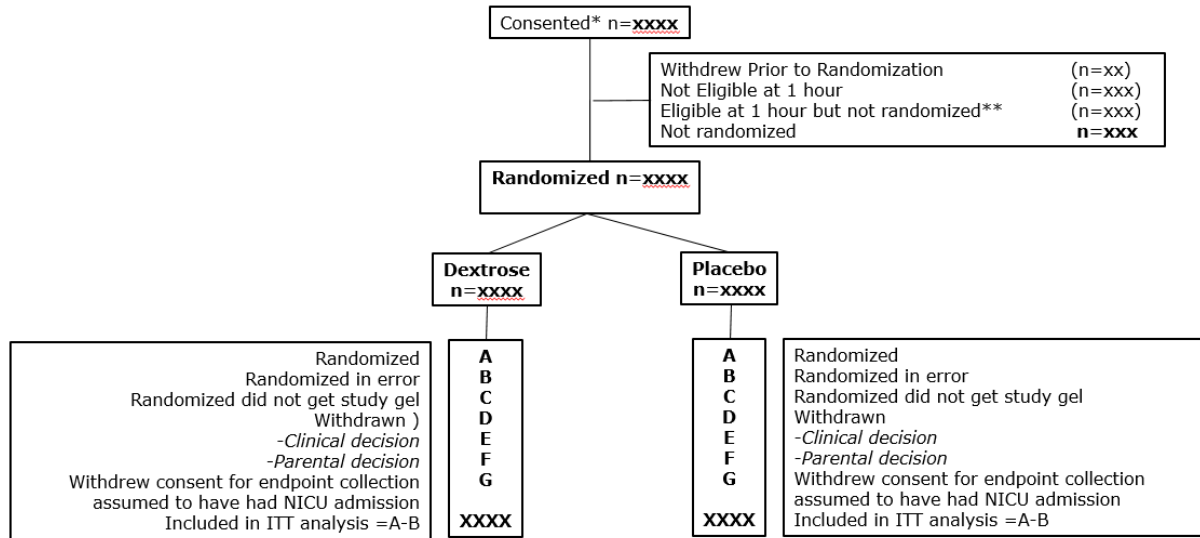 Consented* n=xxxx
Withdrew Prior to Randomization (n=xx)
Not Eligible at 1 hour (n=xxx)
Eligible at 1 hour but not randomized** (n=xxx)
Not randomized n=xxx
Randomized n=xxxx
Dextrose
n=xxxx
Placebo
n=xxxx
Randomized A
Randomized in error B
Randomized did not get study gel C
Withdrawn ) D
-Clinical decision E
-Parental decision F
Withdrew consent for endpoint collection G
assumed to have had NICU admission
Included in ITT analysis =A-B XXXX
A Randomized
B Randomized in error
C Randomized did not get study gel
D Withdrawn
E -Clinical decision
F -Parental decision
G Withdrew consent for endpoint collection
assumed to have had NICU admission
XXXX Included in ITT analysis =A-B